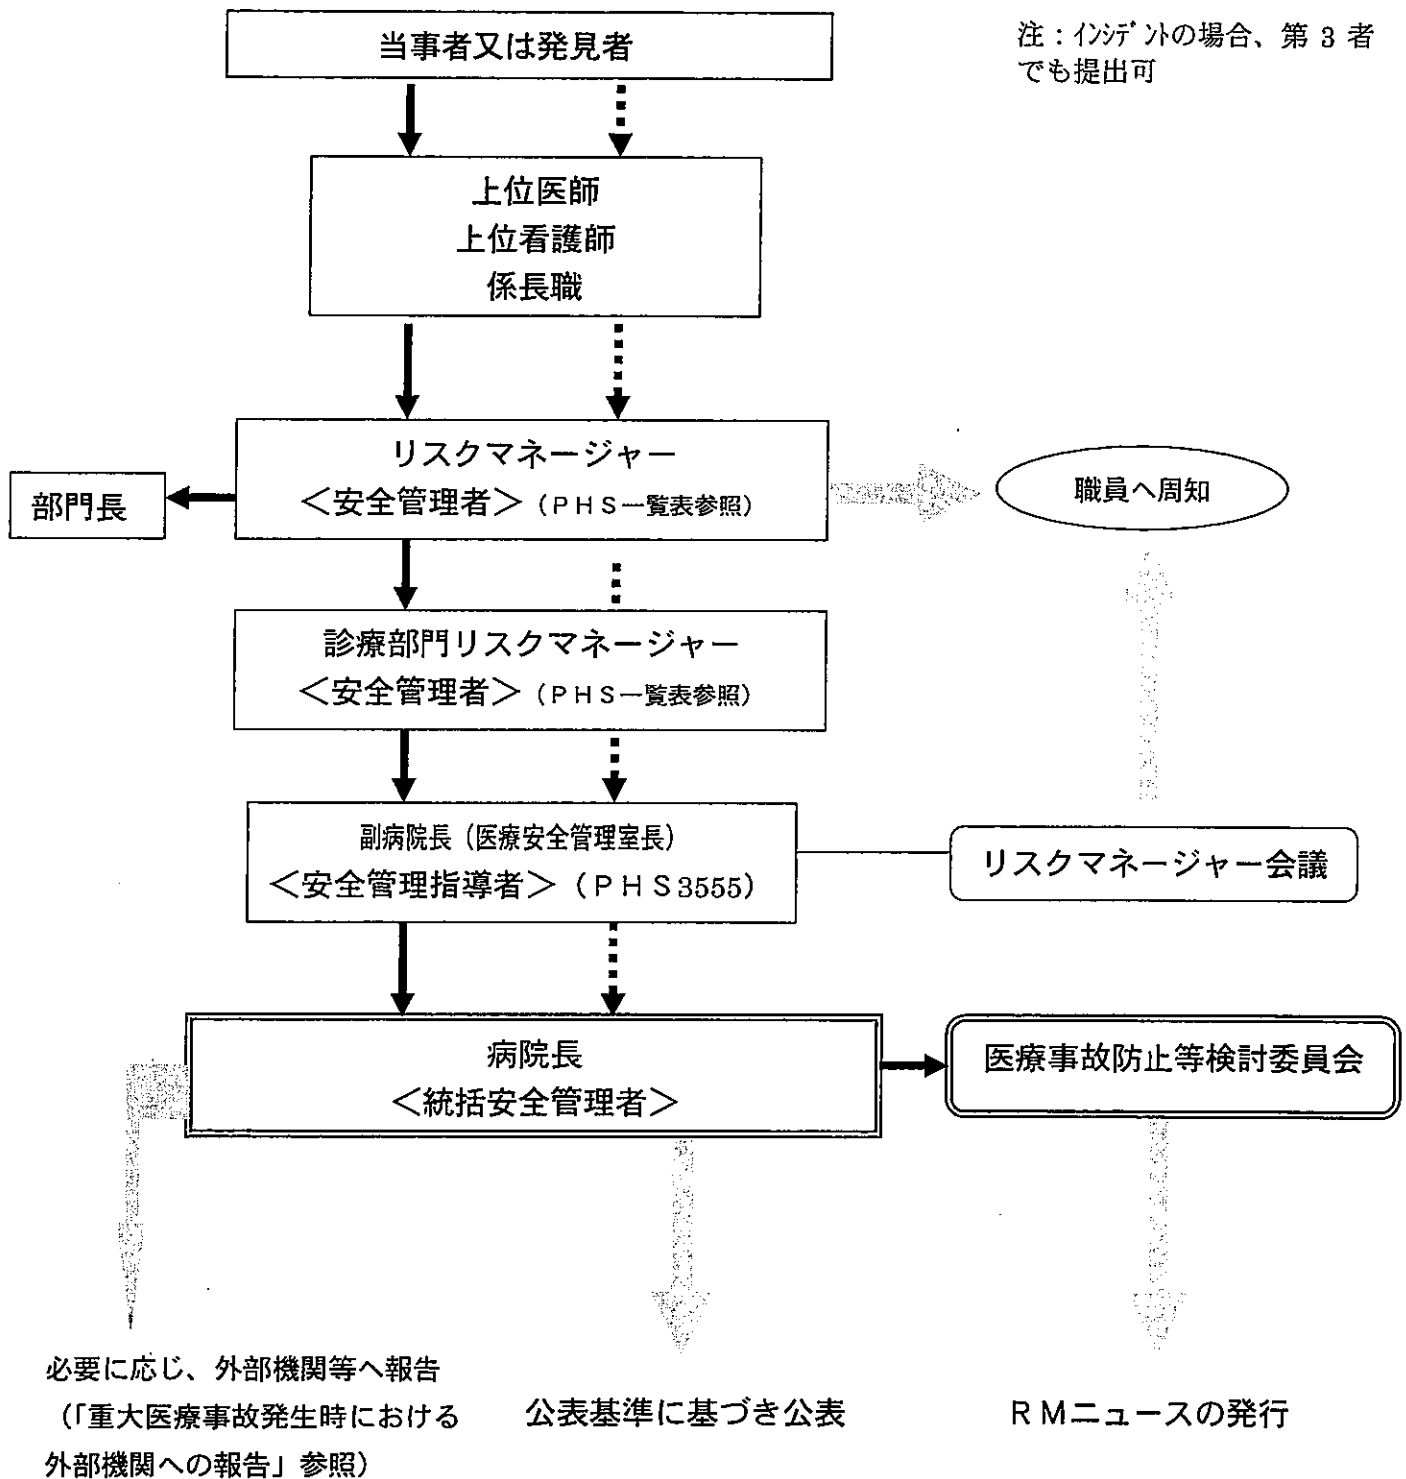 当事者又は発見者
注：ｲﾝｼﾃﾞﾝﾄの場合、第 3 者
でも提出可
上位医師
上位看護師
係長職
リスクマネージャー
＜安全管理者＞（ＰＨＳ一覧表参照）
部門長
職員へ周知
診療部門リスクマネージャー
＜安全管理者＞（ＰＨＳ一覧表参照）
副病院長（医療安全管理室長）
＜安全管理指導者＞（ＰＨＳ3555）
リスクマネージャー会議
病院長
＜統括安全管理者＞
医療事故防止等検討委員会
必要に応じ、外部機関等へ報告
（「重大医療事故発生時における
外部機関への報告」参照）
公表基準に基づき公表
ＲＭニュースの発行